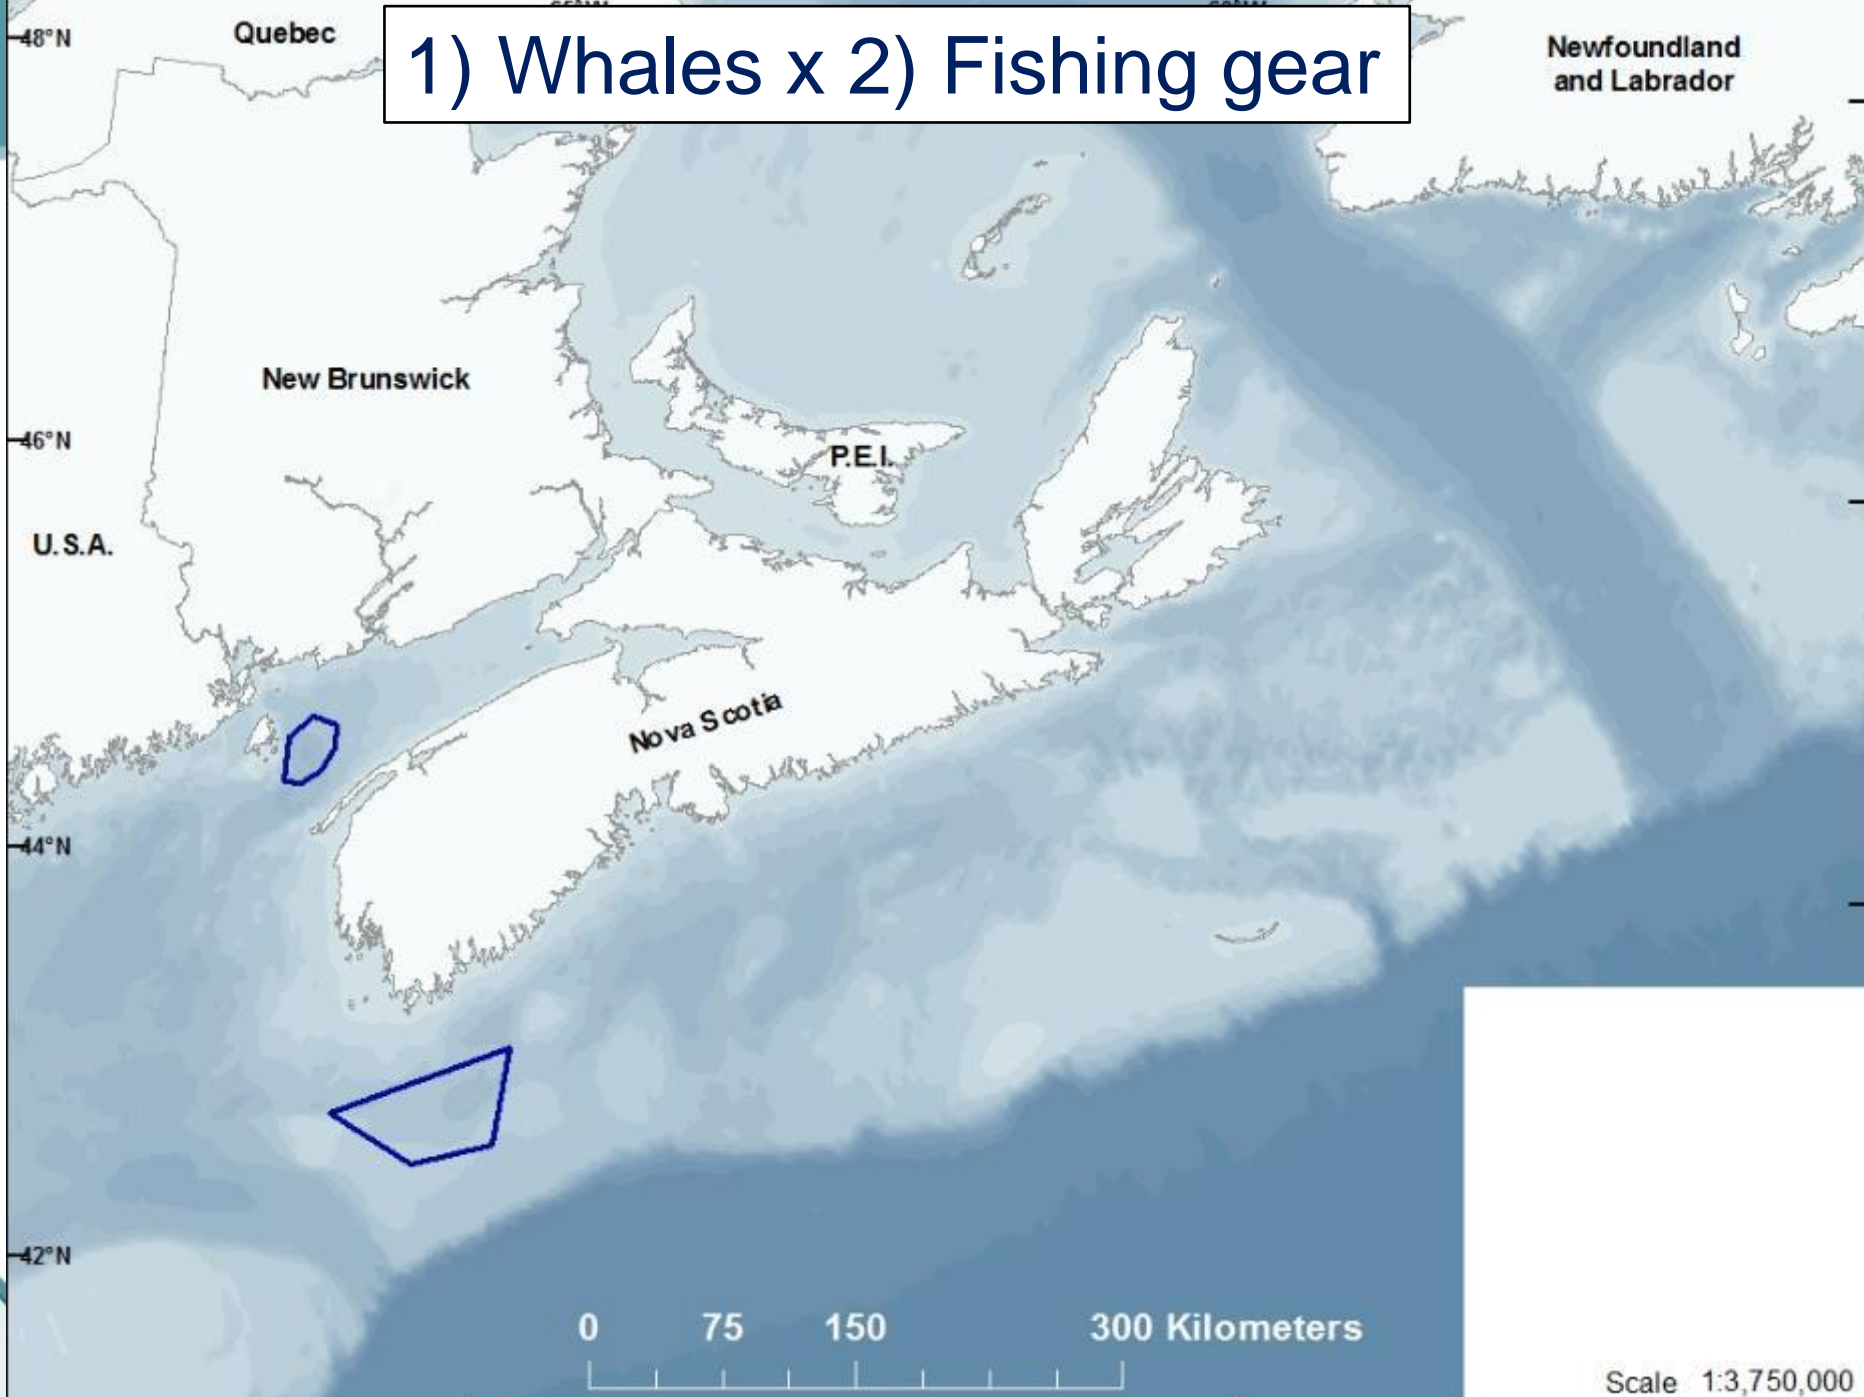 1) Whales x 2) Fishing gear
48°N
Quebec
Newfoundland
and Labrador
New Brunswick
46°N
P.E.I.
U.S.A.
Nova Scotia
44°N
42°N
0 75 150 300 Kilometers
Scale 1:3,750,000